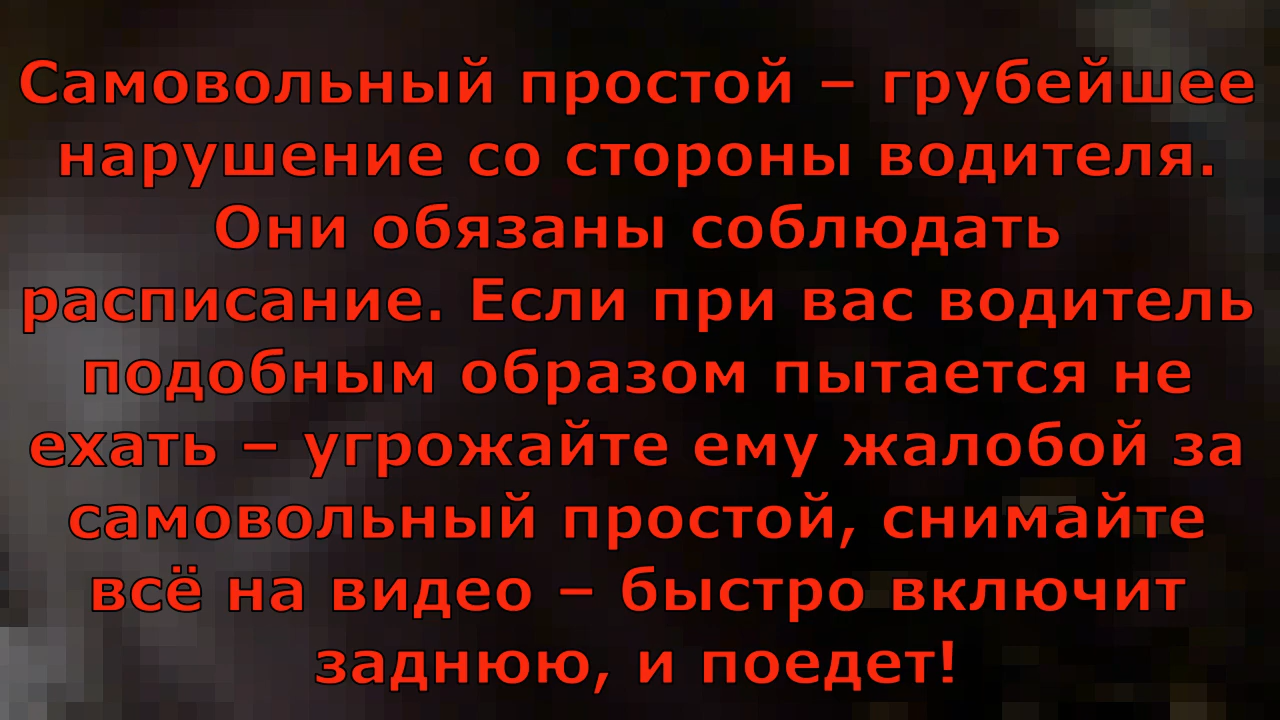 Самовольный простой – грубейшее
нарушение со стороны водителя.
Они обязаны соблюдать
расписание. Если при вас водитель
подобным образом пытается не
ехать – угрожайте ему жалобой за
самовольный простой, снимайте
всё на видео – быстро включит
заднюю, и поедет!